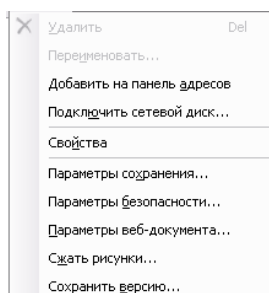 Удалить Del
Переименовать...
Добавить на панель адресов
Подключить сетевой диск...
Свойства
Параметры сохранения...
Параметры безопасности...
Параметры веб-документа...
Сжать рисунки...
Сохранить версию...